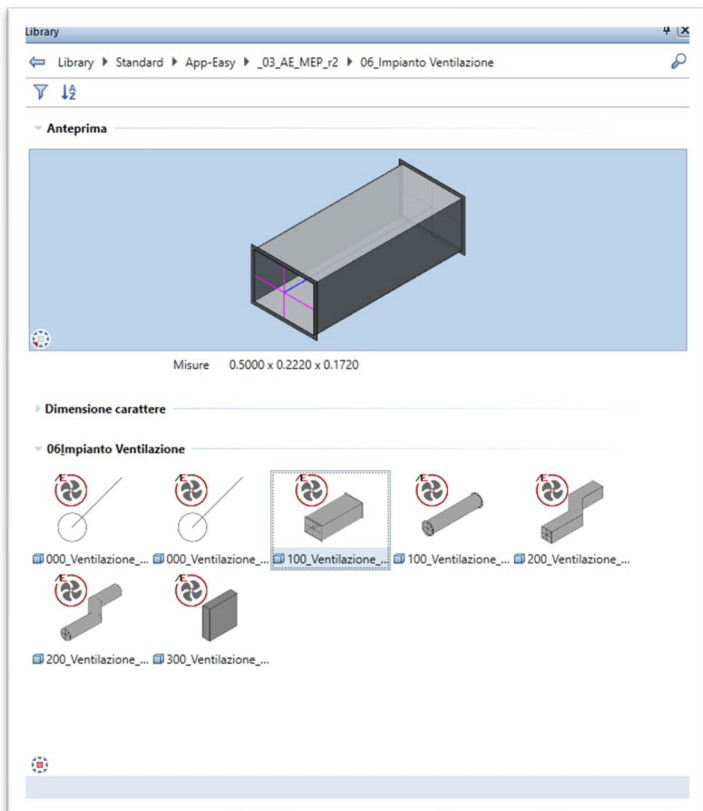 Library
Library Standard App-Easy _03_AE_MEP_r2 06_Impianto Ventilazione
Anteprima
Misure 0.5000 x 0.2220 x 0.1720
Dimensione carattere
06Impianto Ventilazione
Æ Æ Æ Æ Æ
000_Ventilazione_... 000_Ventilazione_... 100_Ventilazione_... 100_Ventilazione_... 200_Ventilazione_...
Æ Æ
200_Ventilazione_... 300_Ventilazione_...